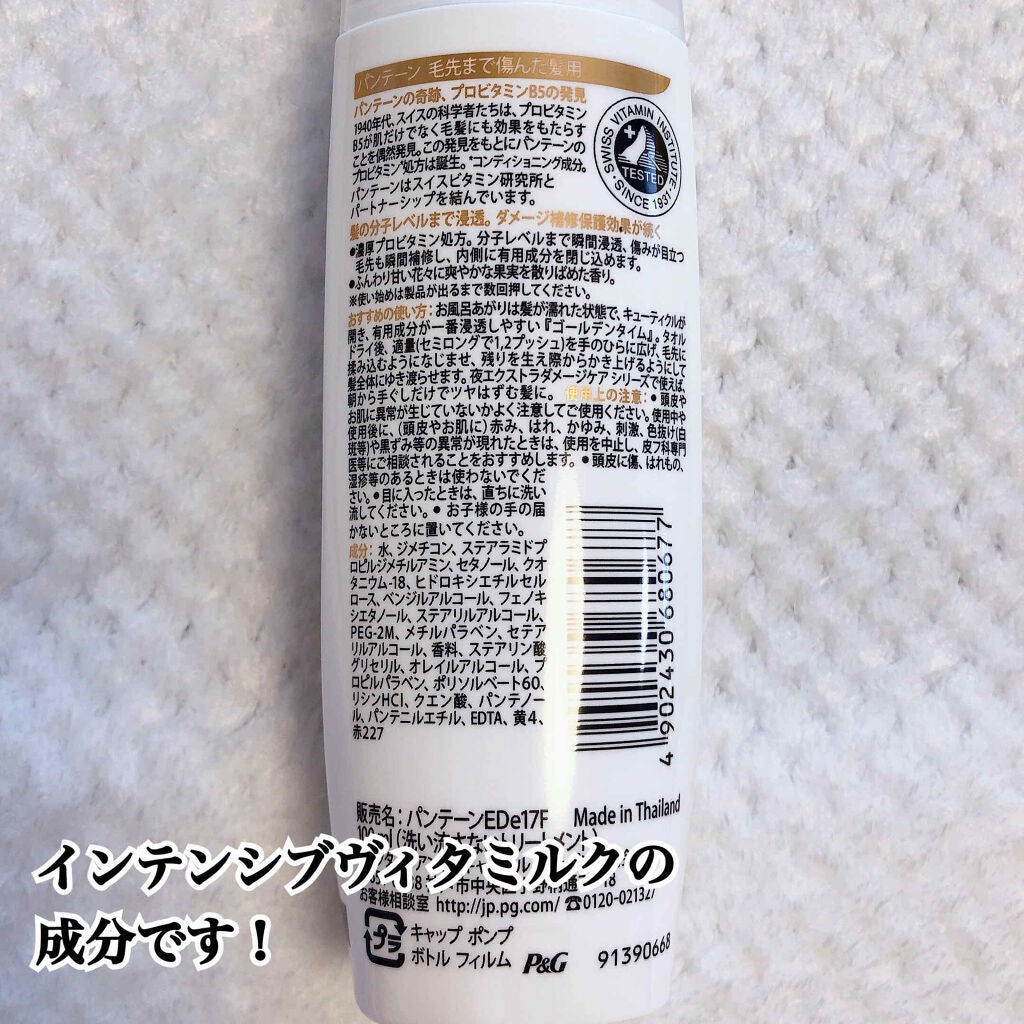 パンテーン 毛先まで傷んだ髪用
パンテーンの奇跡、プロビタミンB5の発見
1940年代、スイスの科学者たちは、プロビタミン
B5が肌だけでなく毛髪にも効果をもたらす
ことを偶然発見。この発見をもとにパンテーンの
プロビタミン*処方は誕生。*コンディショニング成分。
パンテーンはスイスビタミン研究所と
パートナーシップを結んでいます。
SWISS VITAMIN INSTITUTE
TESTED
SINCE 1931
髪の分子レベルまで浸透。ダメージ補修保護効果が続く
●濃厚プロビタミン処方。分子レベルまで瞬間浸透、傷みが目立つ
毛先も瞬間補修し、内側に有用成分を閉じ込めます。
●ふんわり甘い花々に爽やかな果実を散りばめた香り。
※使い始めは製品が出るまで数回押してください。
おすすめの使い方：お風呂あがりは髪が濡れた状態で、キューティクルが
開き、有用成分が一番浸透しやすい『ゴールデンタイム』。タオル
ドライ後、適量(セミロングで1,2プッシュ)を手のひらに広げ、毛先に
揉み込むようになじませ、残りを生え際からかき上げるようにして
髪全体にゆき渡らせます。夜エクストラダメージケア シリーズで使えば、
朝から手ぐしだけでツヤはずむ髪に。 使用上の注意：●頭皮や
お肌に異常が生じていないかよく注意してご使用ください。使用中や
使用後に、(頭皮やお肌に)赤み、はれ、かゆみ、刺激、色抜け(白
斑等)や黒ずみ等の異常が現れたときは、使用を中止し、皮フ科専門
医等にご相談されることをおすすめします。●頭皮に傷、はれもの、
湿疹等のあるときは使わないでくだ
さい。●目に入ったときは、直ちに洗い
流してください。●お子様の手の届
かないところに置いてください。
成分：水、ジメチコン、ステアラミドプ
ロピルジメチルアミン、セタノール、クオ
タニウム-18、ヒドロキシエチルセル
ロース、ベンジルアルコール、フェノキ
シエタノール、ステアリルアルコール、
PEG-2M、メチルパラベン、セテア
リルアルコール、香料、ステアリン酸
グリセリル、オレイルアルコール、プ
ロピルパラベン、ポリソルベート60、
リシンHCl、クエン酸、パンテノー
ル、パンテニルエチル、EDTA、黄4、
赤227
4902430680677
販売名：パンテーンEDe17F Made in Thailand
(洗い流さないトリートメント)
お客様相談室 http://jp.pg.com/ ☎0120-021327
インテンシブヴィタミルクの
成分です！
プラ
キャップ ポンプ
ボトル フィルム P&G 91390668